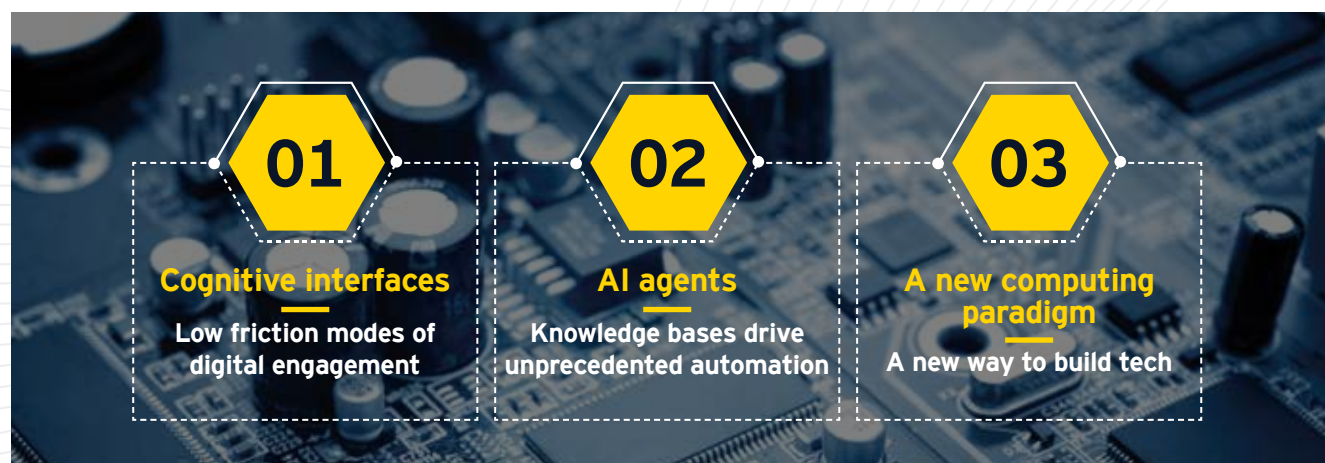 01
Cognitive interfaces
Low friction modes of
digital engagement
02
AI agents
Knowledge bases drive
unprecedented automation
03
A new computing
paradigm
A new way to build tech